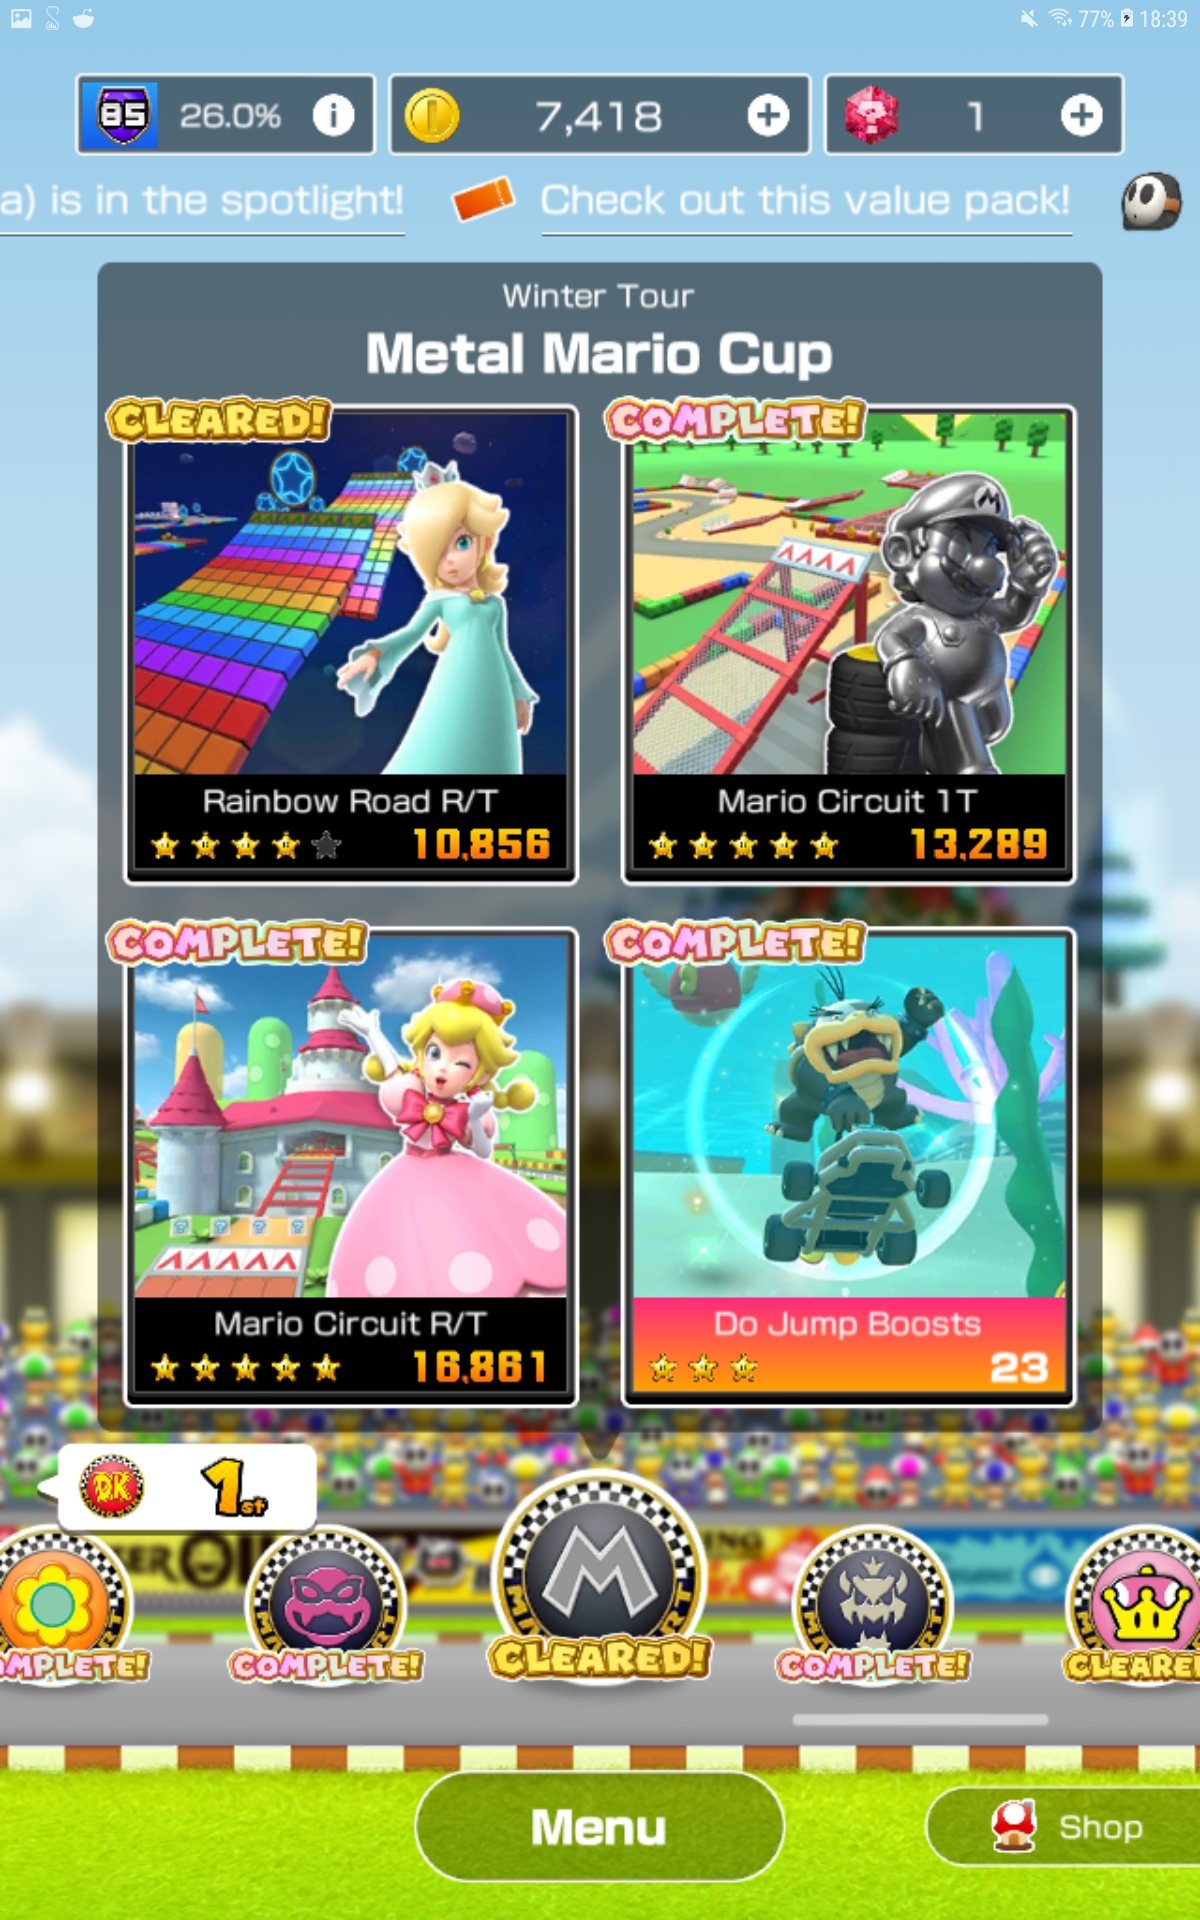 77% 18:39
85 26.0% i 7,418 + 1 +
a) is in the spotlight! Check out this value pack!
Winter Tour
Metal Mario Cup
CLEARED! COMPLETE!
Rainbow Road R/T Mario Circuit 1T
10,856 13,289
COMPLETE! COMPLETE!
Mario Circuit R/T Do Jump Boosts
16,861 23
DK 1st
M
COMPLETE! COMPLETE! CLEARED! COMPLETE! CLEARE
Menu Shop